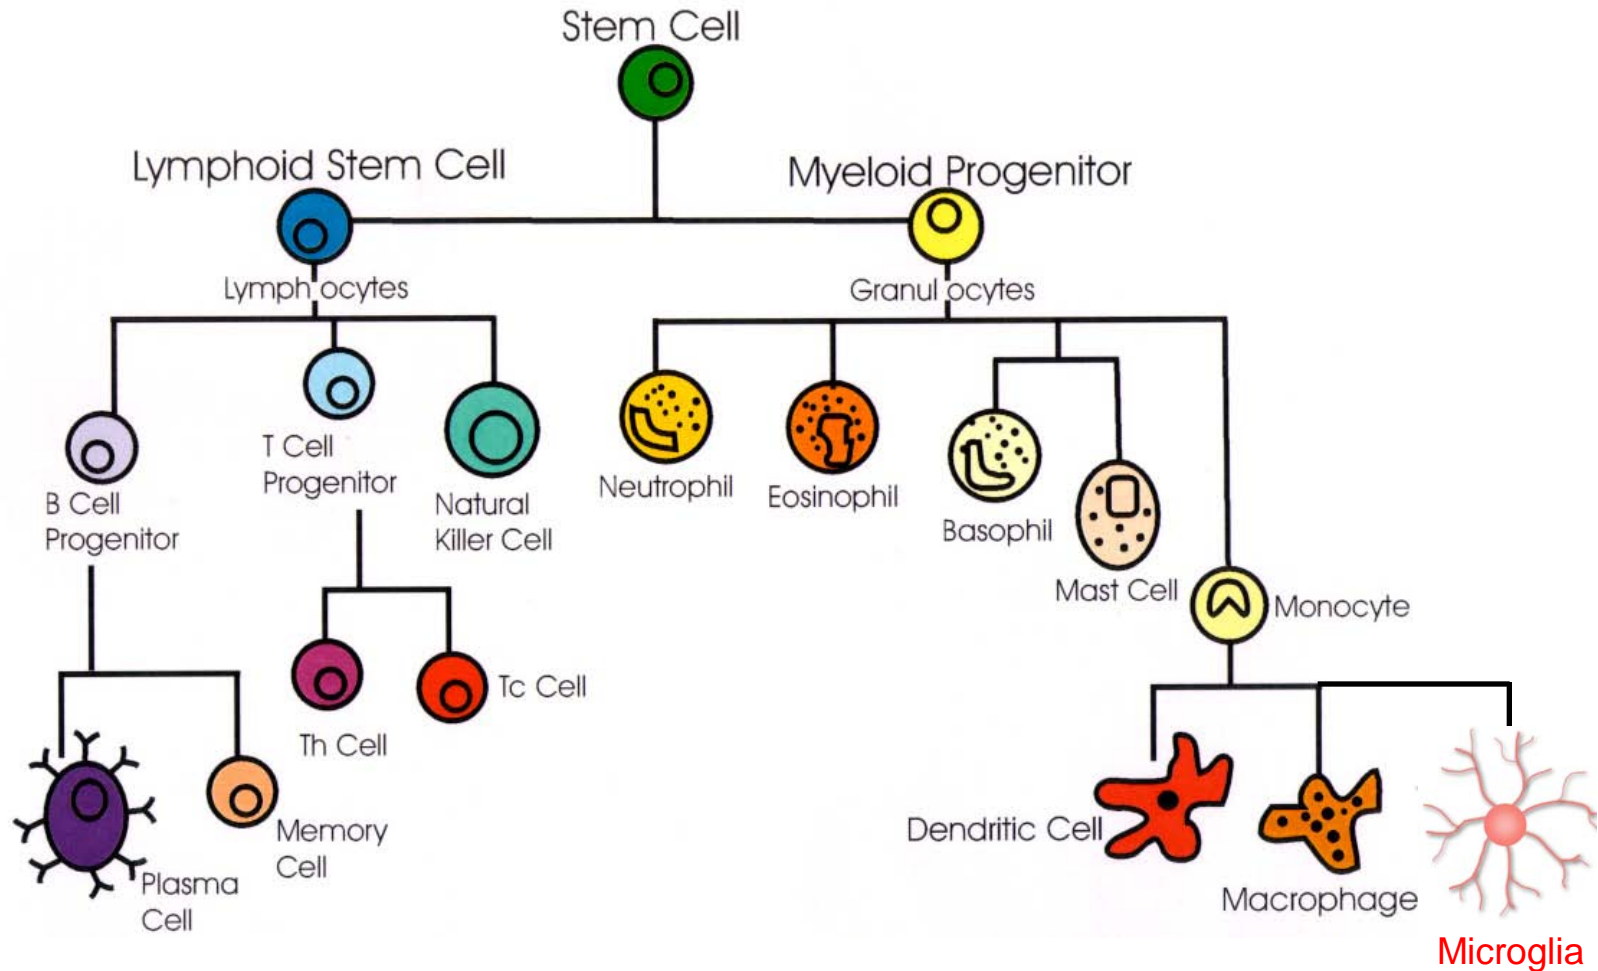 Stem Cell
Lymphoid Stem Cell
Myeloid Progenitor
Lymphocytes
Granulocytes
B Cell
Progenitor
T Cell
Progenitor
Natural
Killer Cell
Neutrophil
Eosinophil
Basophil
Mast Cell
Monocyte
Th Cell
Tc Cell
Plasma
Cell
Memory
Cell
Dendritic Cell
Macrophage
Microglia